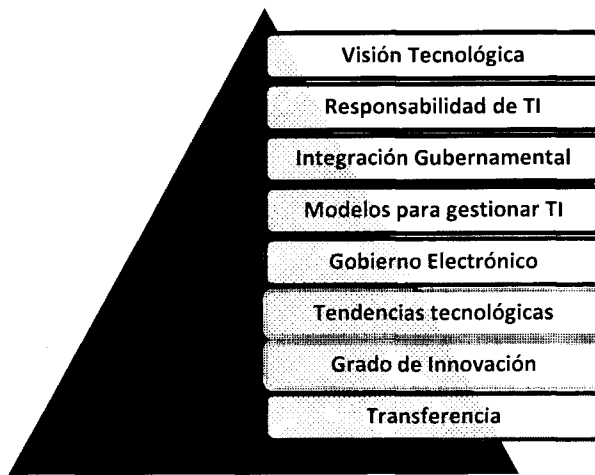 Visión Tecnológica
Responsabilidad de TI
Integración Gubernamental
Modelos para gestionar TI
Gobierno Electrónico
Tendencias tecnológicas
Grado de Innovación
Transferencia